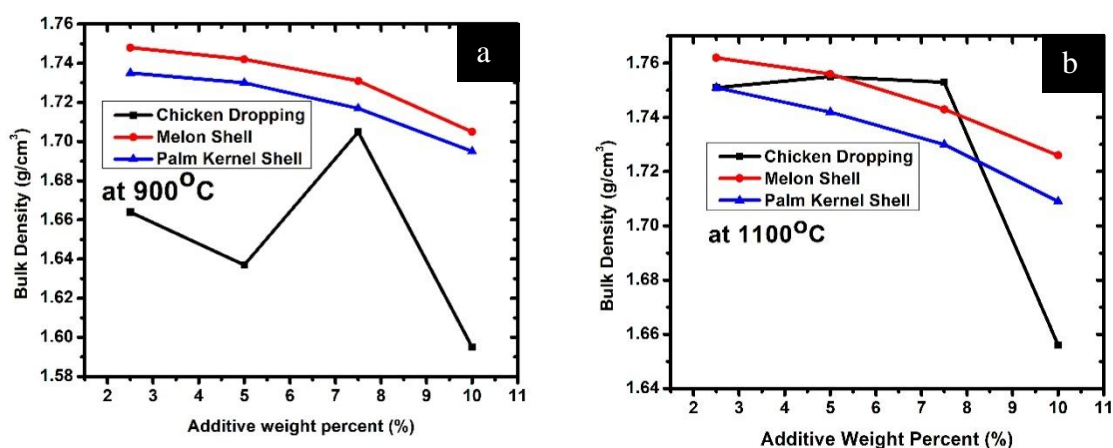 a
1.76
1.74
1.72
1.70
1.68
1.66
1.64
1.62
1.60
1.58
Bulk Density (g/cm³)
Chicken Dropping
Melon Shell
Palm Kernel Shell
at 900°C
2 3 4 5 6 7 8 9 10 11
Additive weight percent (%)
b
1.76
1.74
1.72
1.70
1.68
1.66
1.64
Bulk Density (g/cm³)
Chicken Dropping
Melon Shell
Palm Kernel Shell
at 1100°C
2 3 4 5 6 7 8 9 10 11
Additive Weight Percent (%)